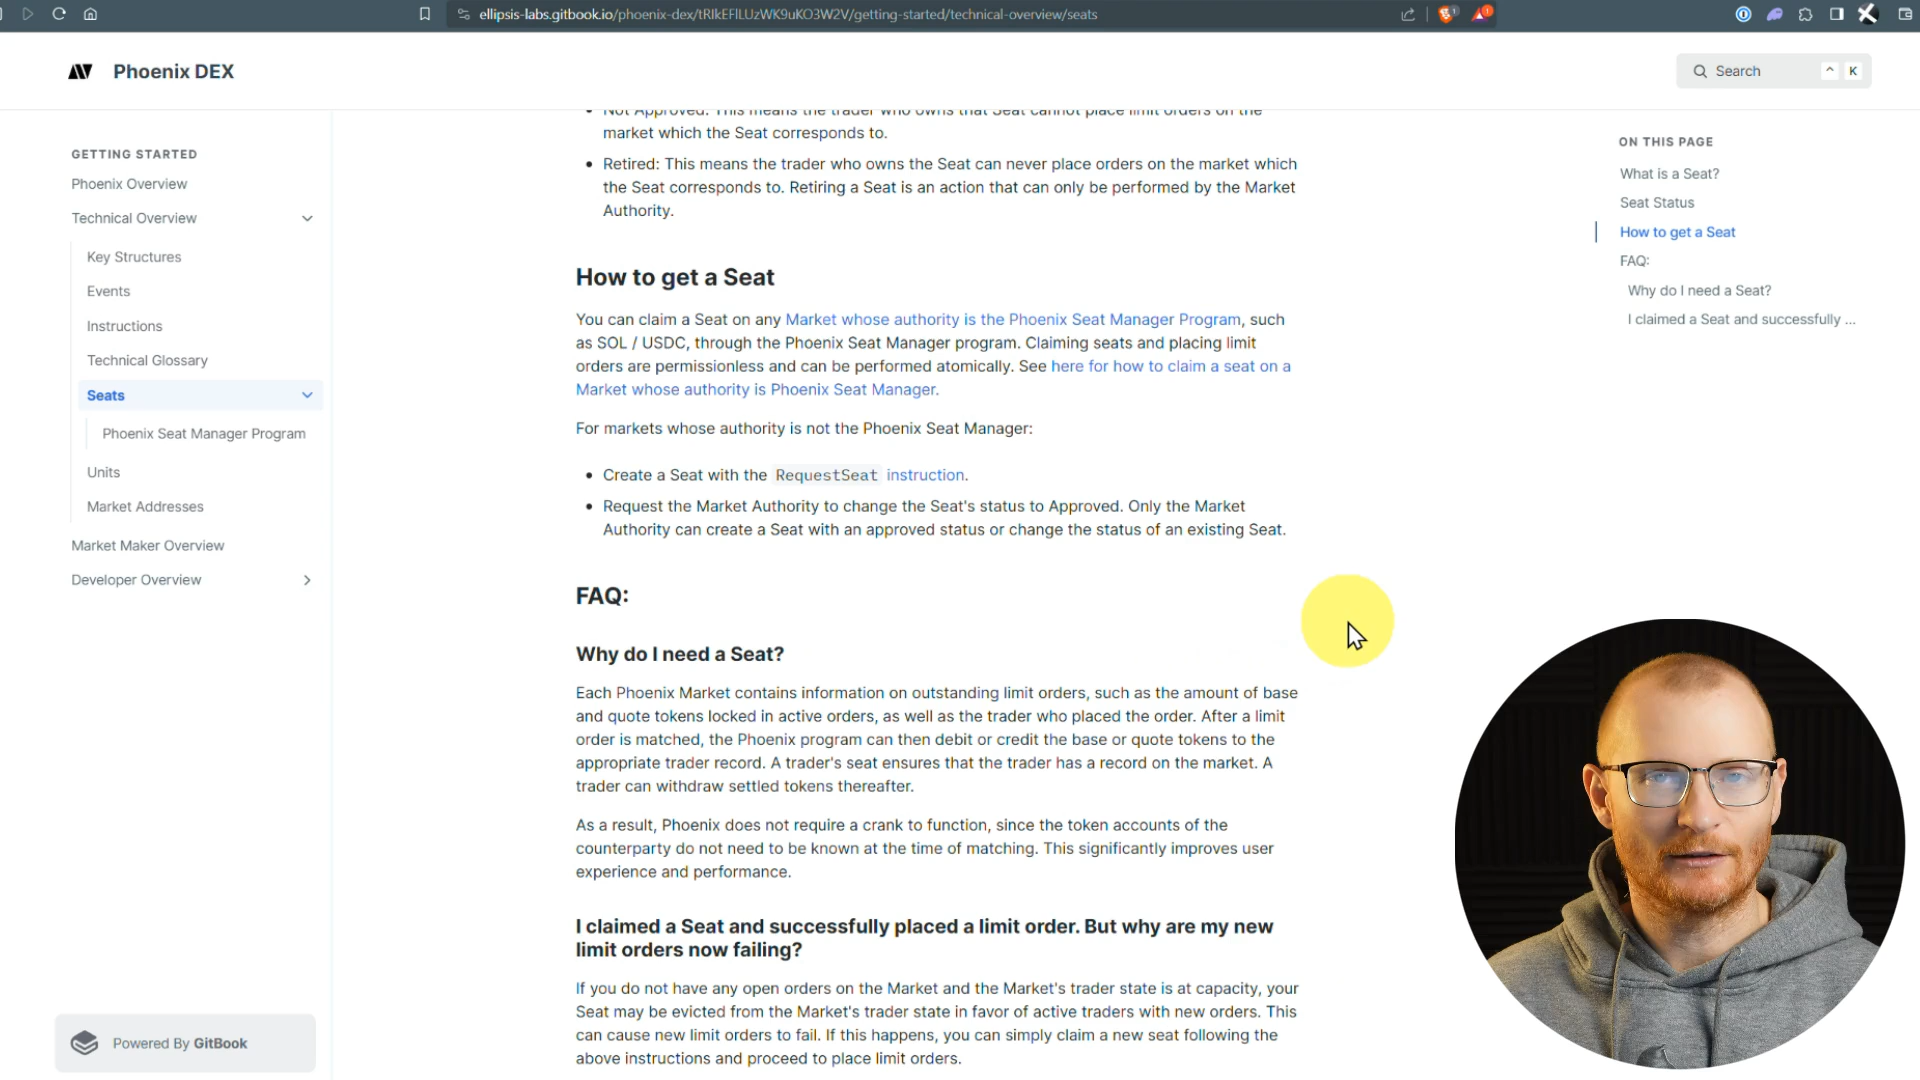 ellipsis-labs.gitbook.io/phoenix-dex/tRIkEFlLUzWK9uKO3W2V/getting-started/technical-overview/seats
Phoenix DEX
Search
^ K
GETTING STARTED
Phoenix Overview
Technical Overview
Key Structures
Events
Instructions
Technical Glossary
Seats
Phoenix Seat Manager Program
Units
Market Addresses
Market Maker Overview
Developer Overview
Powered By GitBook
Not Approved: This means the trader who owns that Seat cannot place limit orders on the
market which the Seat corresponds to.
Retired: This means the trader who owns the Seat can never place orders on the market which
the Seat corresponds to. Retiring a Seat is an action that can only be performed by the Market
Authority.
How to get a Seat
You can claim a Seat on any Market whose authority is the Phoenix Seat Manager Program, such
as SOL / USDC, through the Phoenix Seat Manager program. Claiming seats and placing limit
orders are permissionless and can be performed atomically. See here for how to claim a seat on a
Market whose authority is Phoenix Seat Manager.
For markets whose authority is not the Phoenix Seat Manager:
Create a Seat with the RequestSeat instruction.
Request the Market Authority to change the Seat's status to Approved. Only the Market
Authority can create a Seat with an approved status or change the status of an existing Seat.
FAQ:
Why do I need a Seat?
Each Phoenix Market contains information on outstanding limit orders, such as the amount of base
and quote tokens locked in active orders, as well as the trader who placed the order. After a limit
order is matched, the Phoenix program can then debit or credit the base or quote tokens to the
appropriate trader record. A trader's seat ensures that the trader has a record on the market. A
trader can withdraw settled tokens thereafter.
As a result, Phoenix does not require a crank to function, since the token accounts of the
counterparty do not need to be known at the time of matching. This significantly improves user
experience and performance.
I claimed a Seat and successfully placed a limit order. But why are my new
limit orders now failing?
If you do not have any open orders on the Market and the Market's trader state is at capacity, your
Seat may be evicted from the Market's trader state in favor of active traders with new orders. This
can cause new limit orders to fail. If this happens, you can simply claim a new seat following the
above instructions and proceed to place limit orders.
ON THIS PAGE
What is a Seat?
Seat Status
How to get a Seat
FAQ:
Why do I need a Seat?
I claimed a Seat and successfully ...